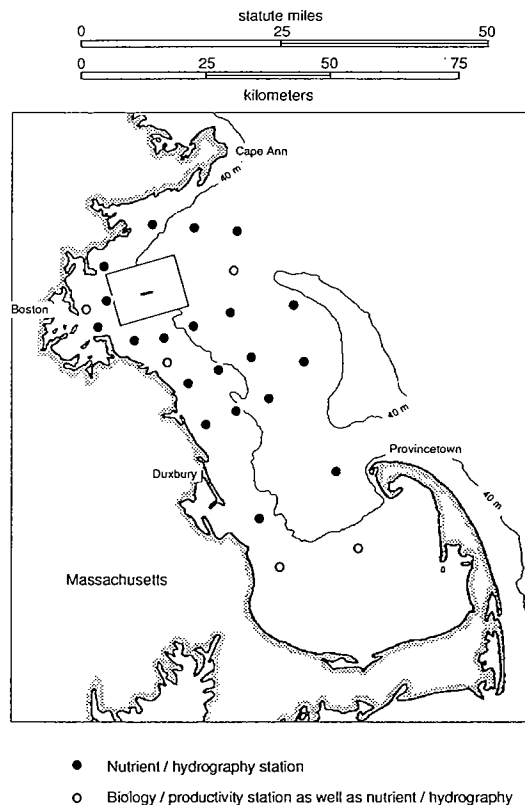 statute miles
0 25 50
0 25 50 75
kilometers
Cape Ann
40 m
Boston
40 m
Provincetown
Duxbury
40 m
Massachusetts
Nutrient / hydrography station
Biology / productivity station as well as nutrient / hydrography